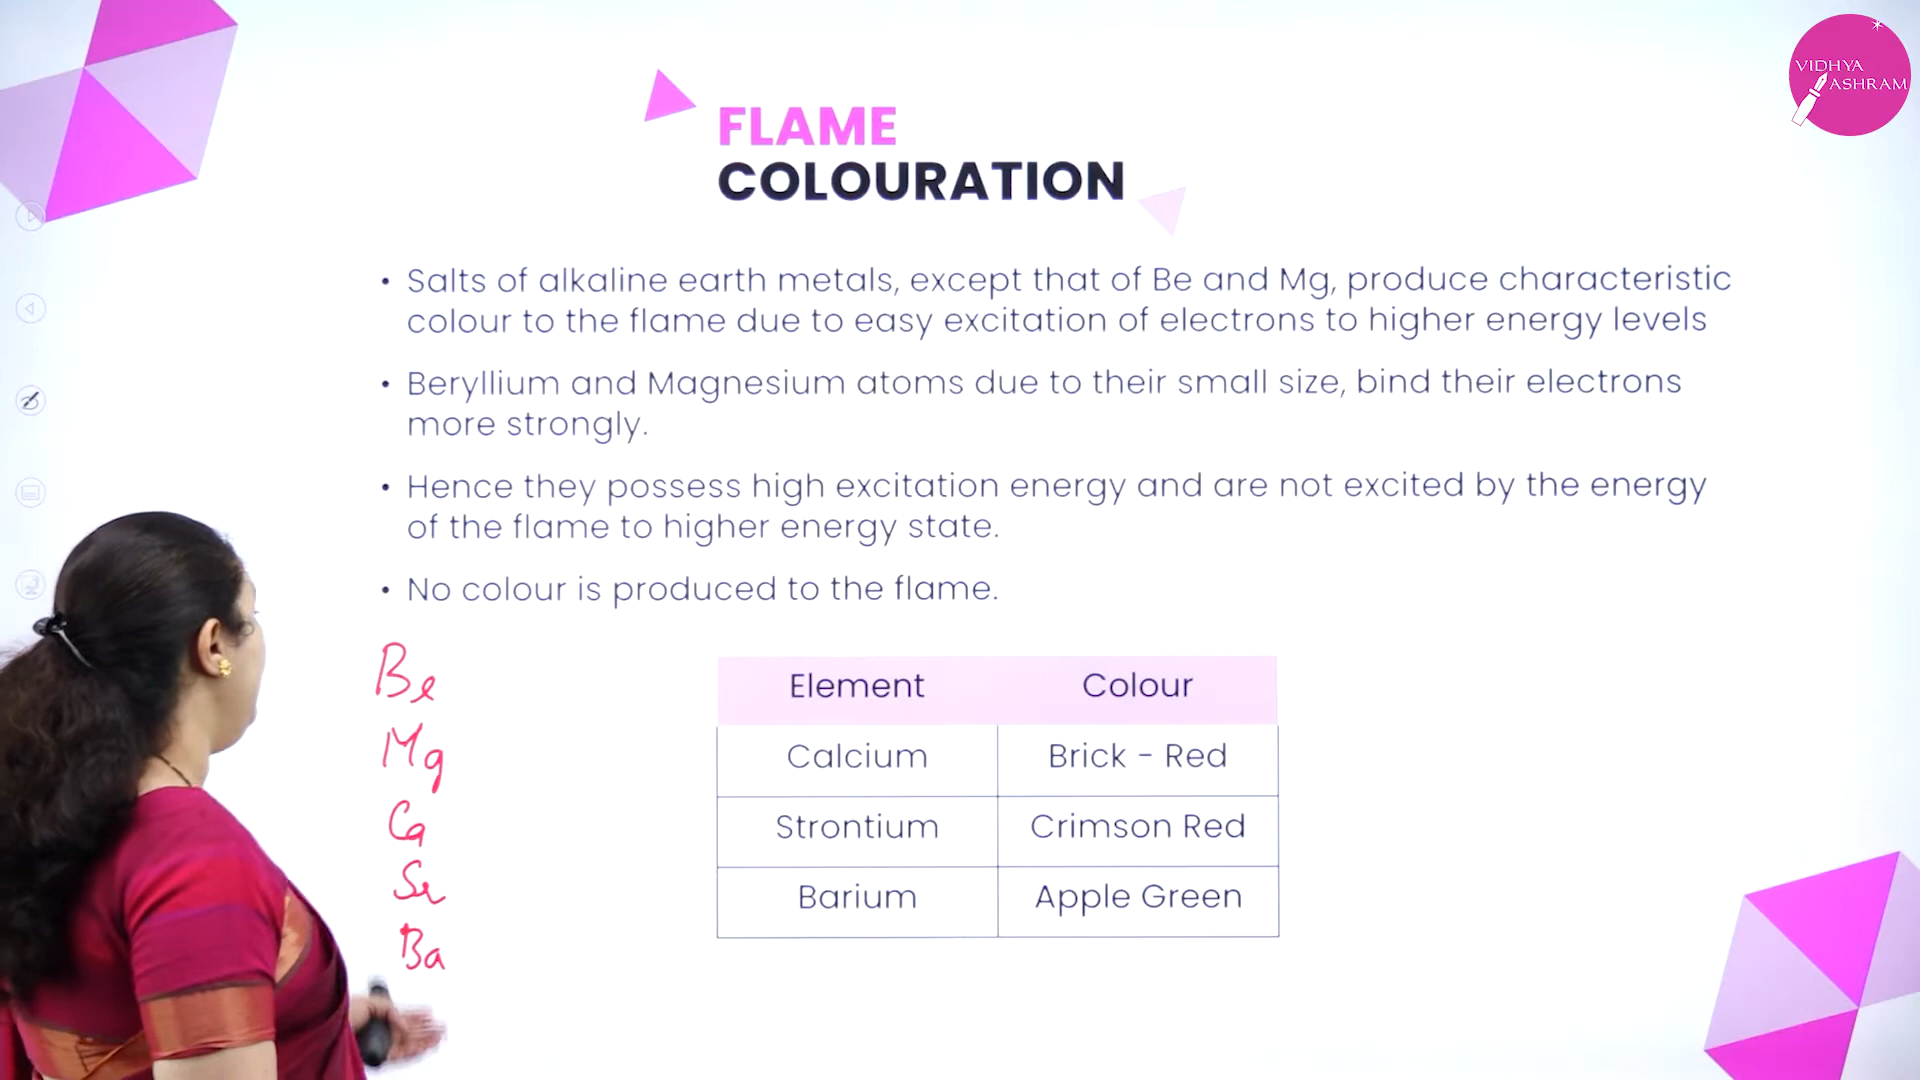 VIDHYA
ASHRAM
FLAME
COLOURATION
• Salts of alkaline earth metals, except that of Be and Mg, produce characteristic
colour to the flame due to easy excitation of electrons to higher energy levels
• Beryllium and Magnesium atoms due to their small size, bind their electrons
more strongly.
• Hence they possess high excitation energy and are not excited by the energy
of the flame to higher energy state.
• No colour is produced to the flame.
Be
Mg
Ca
Sr
Ba
Element Colour
Calcium Brick - Red
Strontium Crimson Red
Barium Apple Green